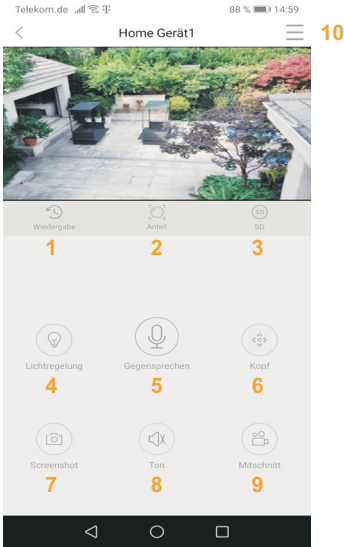 Telekom.de 88 % 14:59
Home Gerät1 10
SD
Wiedergabe Anteil SD
1 2 3
Lichtregelung Gegensprechen Kopf
4 5 6
Screenshot Ton Mitschnitt
7 8 9